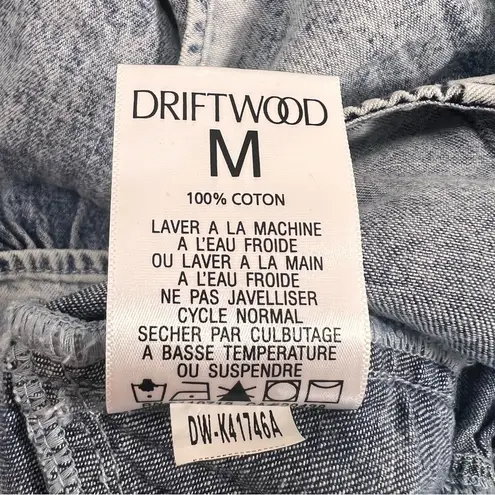 DRIFTWOOD
M
100% COTON
LAVER A LA MACHINE
A L'EAU FROIDE
OU LAVER A LA MAIN
A L'EAU FROIDE
NE PAS JAVELLISER
CYCLE NORMAL
SECHER PAR CULBUTAGE
A BASSE TEMPERATURE
OU SUSPENDRE
DW-K41746A